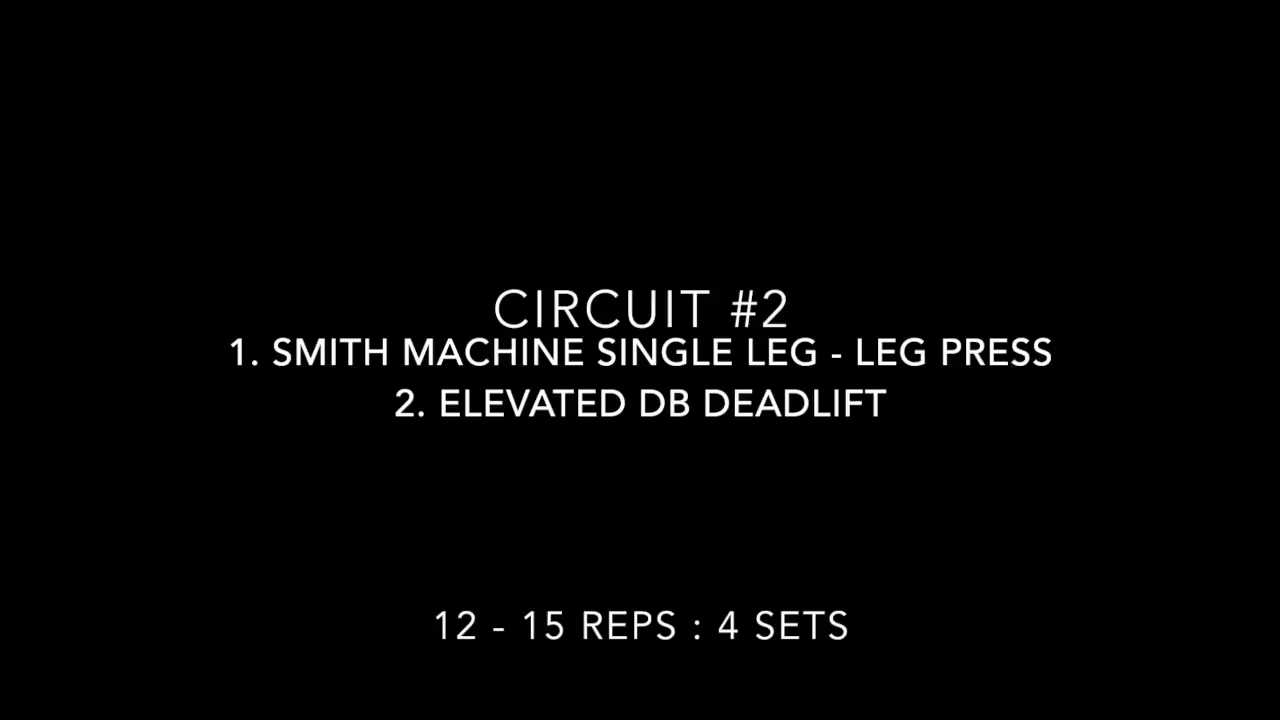 CIRCUIT #2
1. SMITH MACHINE SINGLE LEG - LEG PRESS
2. ELEVATED DB DEADLIFT
12 - 15 REPS : 4 SETS